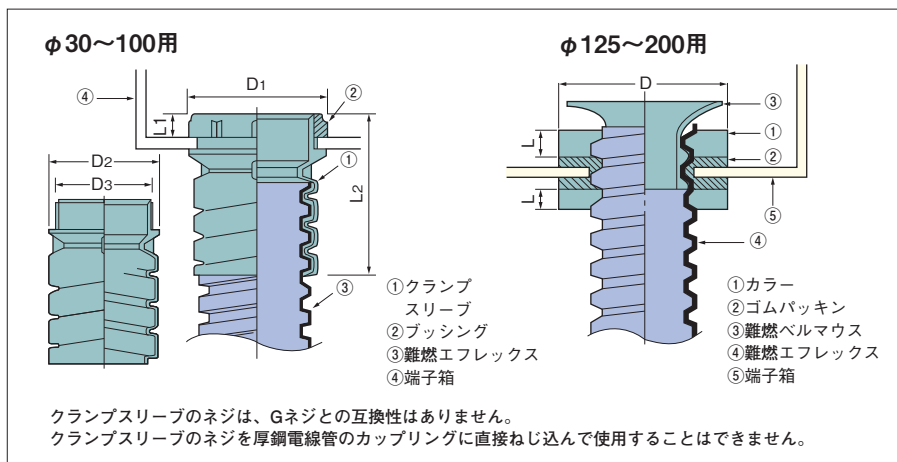 φ30〜100用
④
D1
②
L1
①
L2
D2
D3
③
①クランプ
スリーブ
②ブッシング
③難燃エフレックス
④端子箱
φ125〜200用
D
③
①
L
②
L
⑤
④
①カラー
②ゴムパッキン
③難燃ベルマウス
④難燃エフレックス
⑤端子箱
クランプスリーブのネジは、Gネジとの互換性はありません。
クランプスリーブのネジを厚鋼電線管のカップリングに直接ねじ込んで使用することはできません。